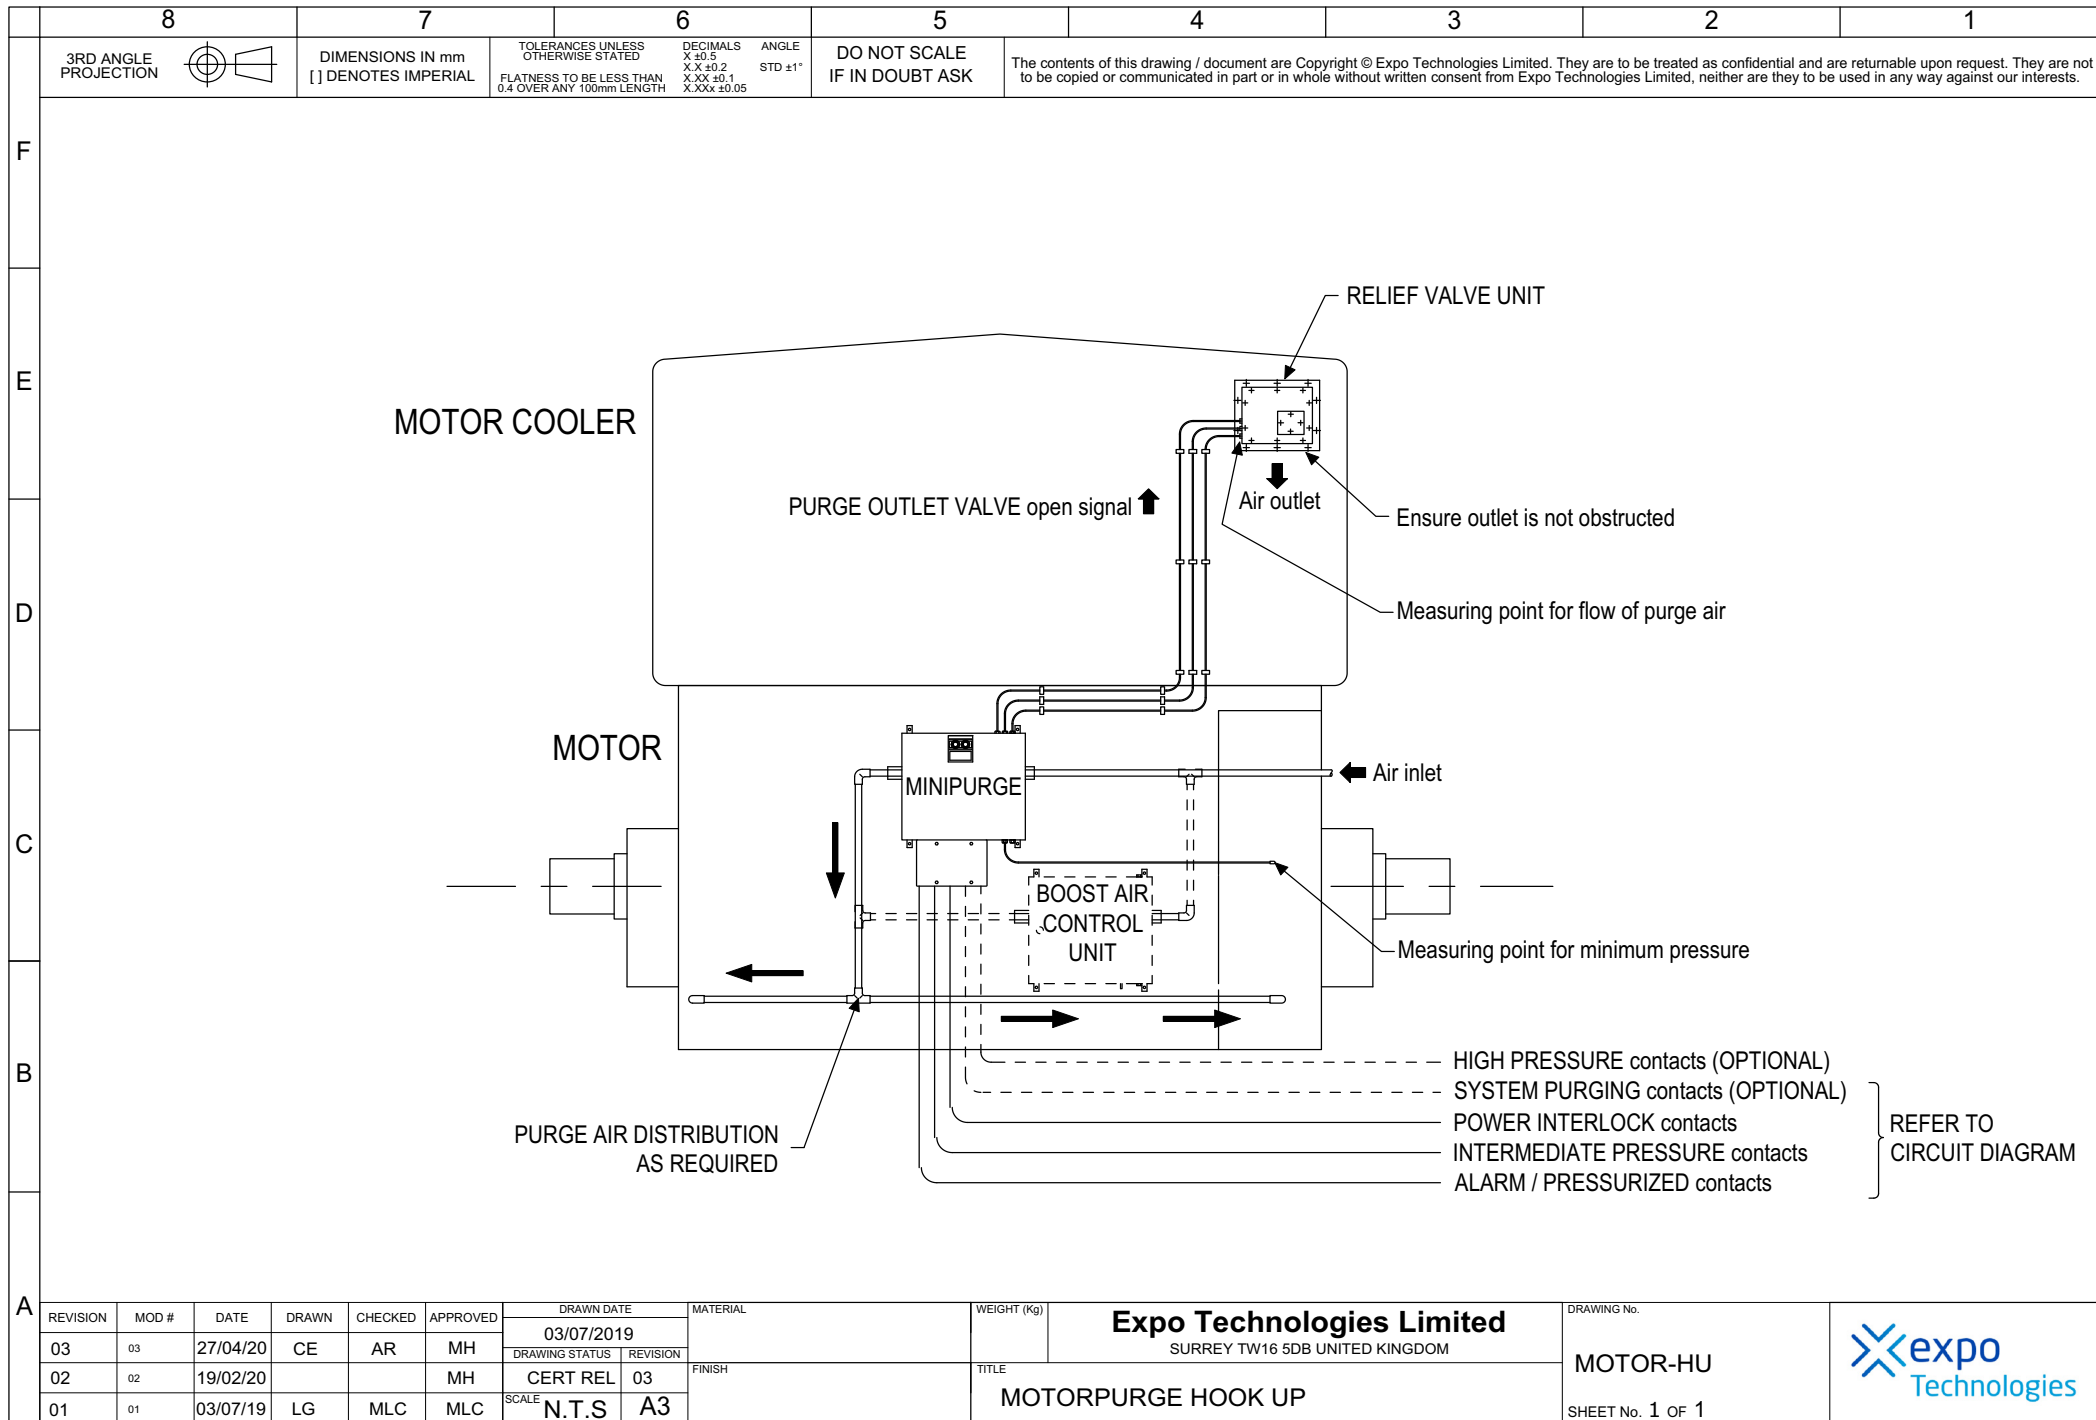 8 7 6 5 4 3 2 1
3RD ANGLE
PROJECTION
DIMENSIONS IN mm
[ ] DENOTES IMPERIAL
TOLERANCES UNLESS
OTHERWISE STATED
FLATNESS TO BE LESS THAN
0.4 OVER ANY 100mm LENGTH
DECIMALS
X ±0.5
X.X ±0.2
X.XX ±0.1
X.XXx ±0.05
ANGLE
STD ±1°
DO NOT SCALE
IF IN DOUBT ASK
The contents of this drawing / document are Copyright © Expo Technologies Limited. They are to be treated as confidential and are returnable upon request. They are not
to be copied or communicated in part or in whole without written consent from Expo Technologies Limited, neither are they to be used in any way against our interests.
F
E
D
C
B
A
RELIEF VALVE UNIT
MOTOR COOLER
PURGE OUTLET VALVE open signal
Air outlet
Ensure outlet is not obstructed
Measuring point for flow of purge air
MOTOR
MINIPURGE
Air inlet
BOOST AIR
CONTROL
UNIT
Measuring point for minimum pressure
HIGH PRESSURE contacts (OPTIONAL)
SYSTEM PURGING contacts (OPTIONAL)
POWER INTERLOCK contacts
INTERMEDIATE PRESSURE contacts
ALARM / PRESSURIZED contacts
REFER TO
CIRCUIT DIAGRAM
PURGE AIR DISTRIBUTION
AS REQUIRED
REVISION MOD # DATE DRAWN CHECKED APPROVED
03 03 27/04/20 CE AR MH
02 02 19/02/20 MH
01 01 03/07/19 LG MLC MLC
DRAWN DATE
03/07/2019
DRAWING STATUS REVISION
CERT REL 03
SCALE N.T.S A3
MATERIAL
FINISH
WEIGHT (Kg)
Expo Technologies Limited
SURREY TW16 5DB UNITED KINGDOM
TITLE
MOTORPURGE HOOK UP
DRAWING No.
MOTOR-HU
SHEET No. 1 OF 1
expo
Technologies